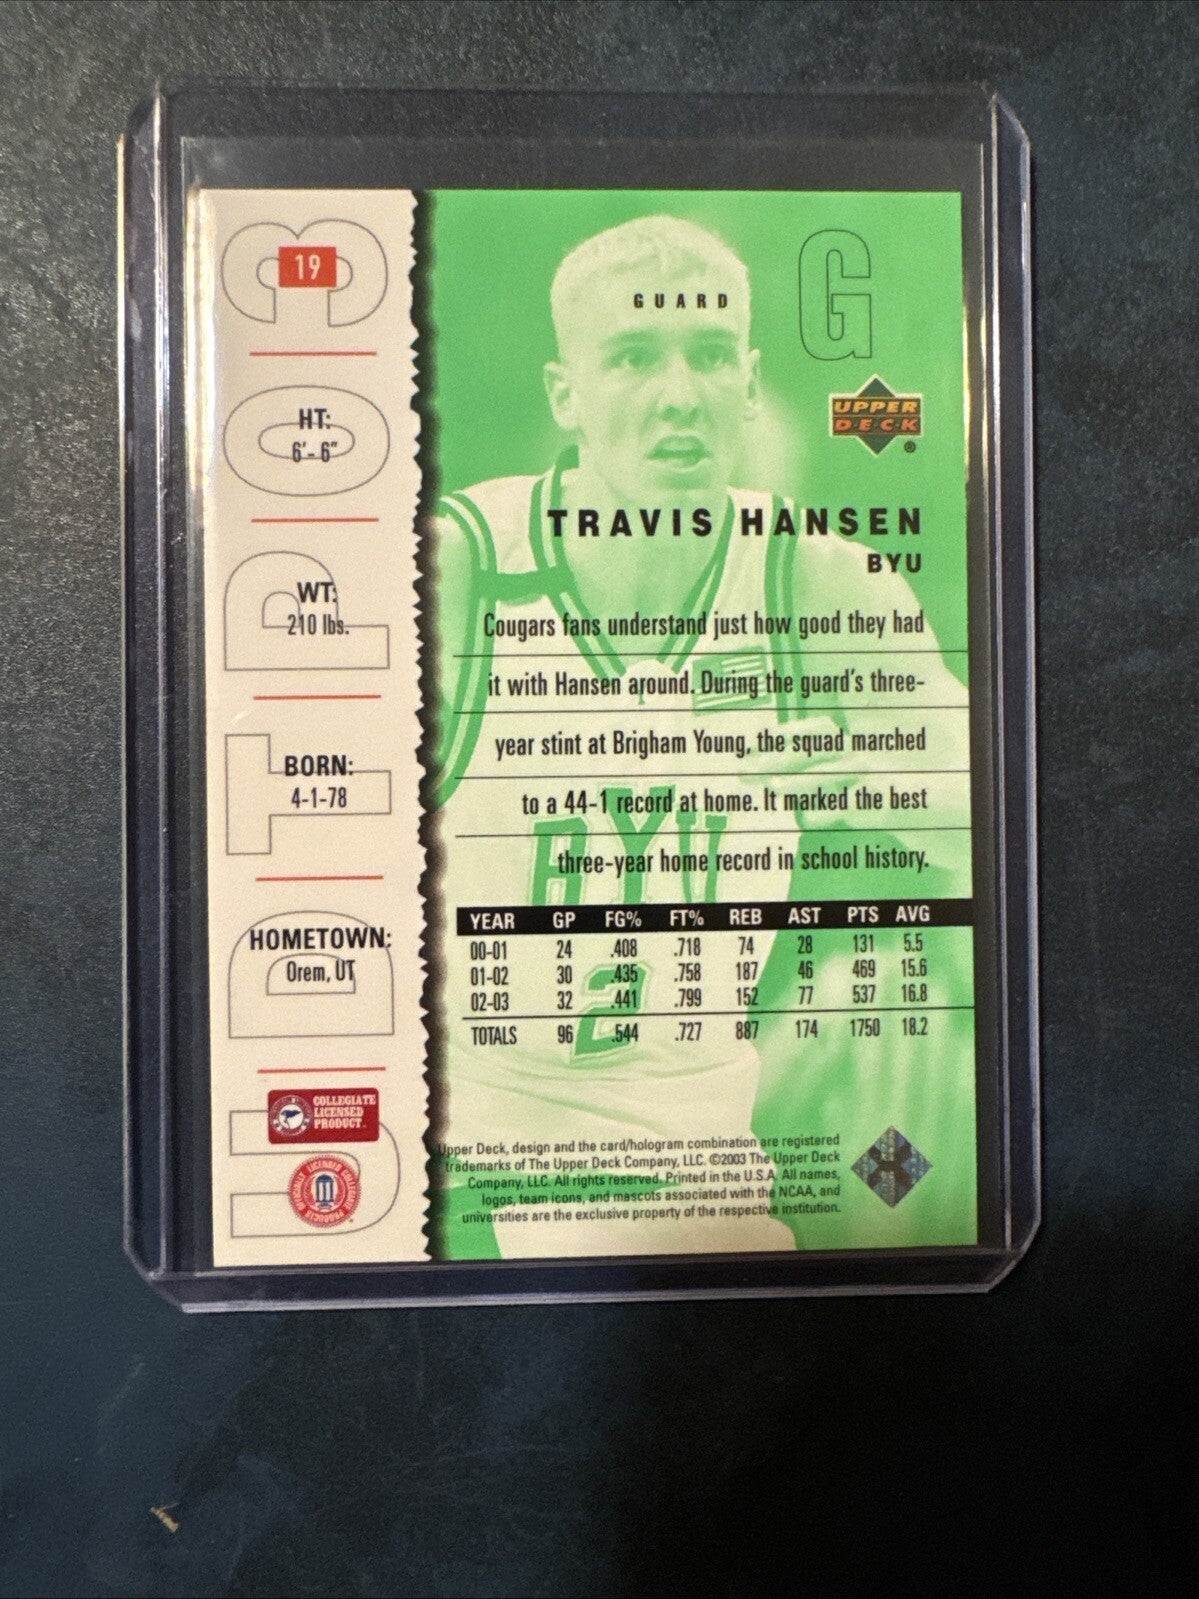 19
HT:
6' - 6"
WT:
210 lbs.
BORN:
4-1-78
HOMETOWN:
Orem, UT
UDTP03
COLLEGIATE
LICENSED
PRODUCT
OFFICIALLY LICENSED COLLEGIATE PRODUCTS
GUARD
G
UPPER
DECK
®
TRAVIS HANSEN
BYU
Cougars fans understand just how good they had
it with Hansen around. During the guard's three-
year stint at Brigham Young, the squad marched
to a 44-1 record at home. It marked the best
three-year home record in school history.
BYU
2
YEAR GP FG% FT% REB AST PTS AVG
00-01 24 .408 .718 74 28 131 5.5
01-02 30 .435 .758 187 46 469 15.6
02-03 32 .441 .799 152 77 537 16.8
TOTALS 96 .544 .727 887 174 1750 18.2
Upper Deck, design and the card/hologram combination are registered
trademarks of The Upper Deck Company, LLC. ©2003 The Upper Deck
Company, LLC. All rights reserved. Printed in the U.S.A. All names,
logos, team icons, and mascots associated with the NCAA, and
universities are the exclusive property of the respective institution.